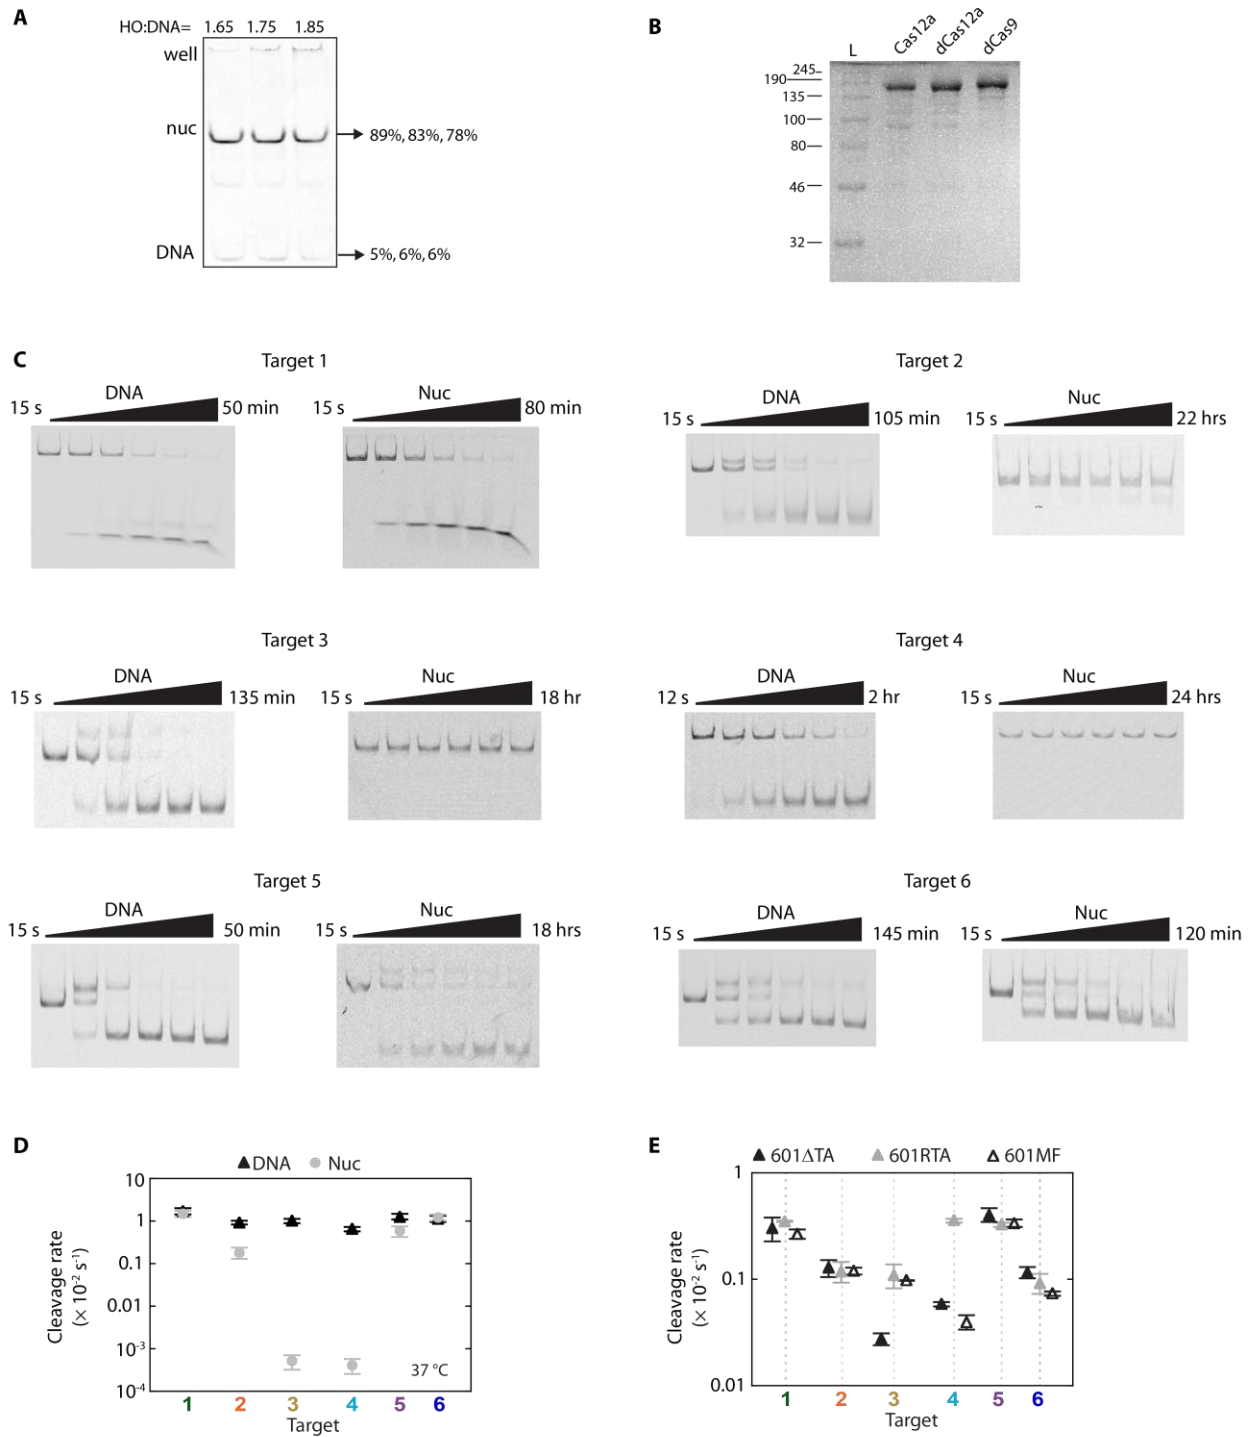 A
HO:DNA= 1.65 1.75 1.85
well
nuc
89%, 83%, 78%
DNA
5%, 6%, 6%
B
L Cas12a dCas12a dCas9
245
190
135
100
80
46
32
C
Target 1
DNA
15 s 50 min
Nuc
15 s 80 min
Target 2
DNA
15 s 105 min
Nuc
15 s 22 hrs
Target 3
DNA
15 s 135 min
Nuc
15 s 18 hr
Target 4
DNA
12 s 2 hr
Nuc
15 s 24 hrs
Target 5
DNA
15 s 50 min
Nuc
15 s 18 hrs
Target 6
DNA
15 s 145 min
Nuc
15 s 120 min
D
DNA Nuc
Cleavage rate
(× 10⁻² s⁻¹)
10
1
0.1
0.01
10⁻³
10⁻⁴
37 °C
1 2 3 4 5 6
Target
E
601ΔTA 601RTA 601MF
Cleavage rate
(× 10⁻² s⁻¹)
1
0.1
0.01
1 2 3 4 5 6
Target